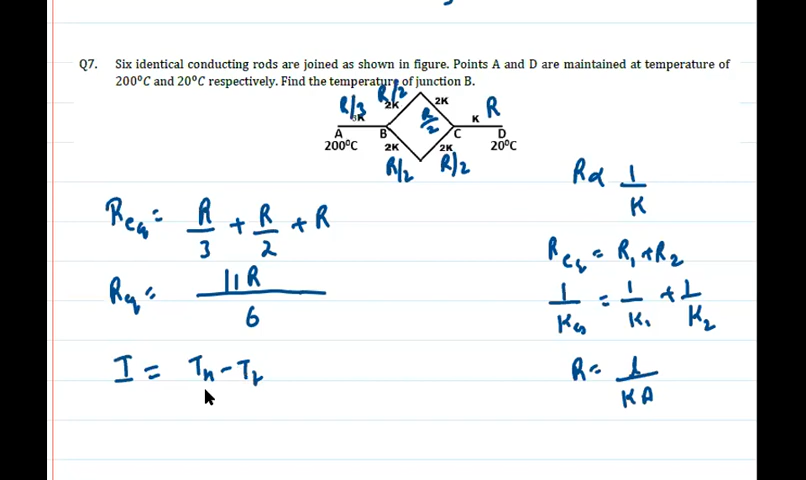 Q7. Six identical conducting rods are joined as shown in figure. Points A and D are maintained at temperature of
200°C and 20°C respectively. Find the temperature of junction B.
R/3 R/2 2K R
3K 2K R/2 K
A B C D
200°C 2K 2K 20°C
R/2 R/2
R ∝ 1/K
Req = R/3 + R/2 + R
Req = R₁ + R₂
Rq = 11R/6
1/Keq = 1/K₁ + 1/K₂
I = TH - TL
R = L/KA